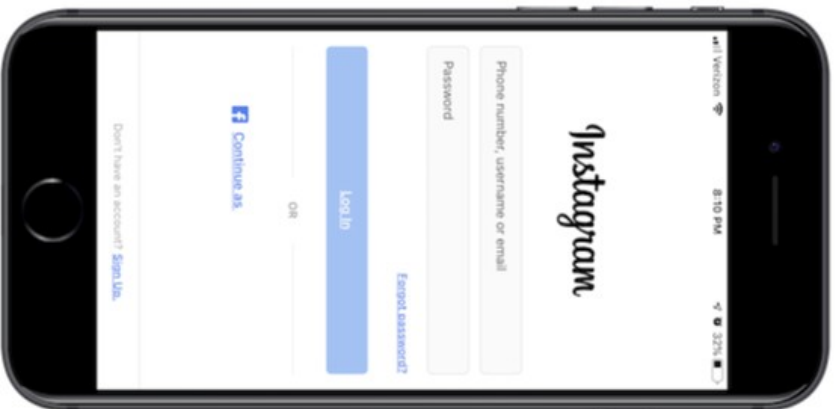 Verizon 8:10 PM 32%
Instagram
Phone number, username or email
Password
Forgot password?
Log In
OR
f Continue as
Don't have an account? Sign Up.